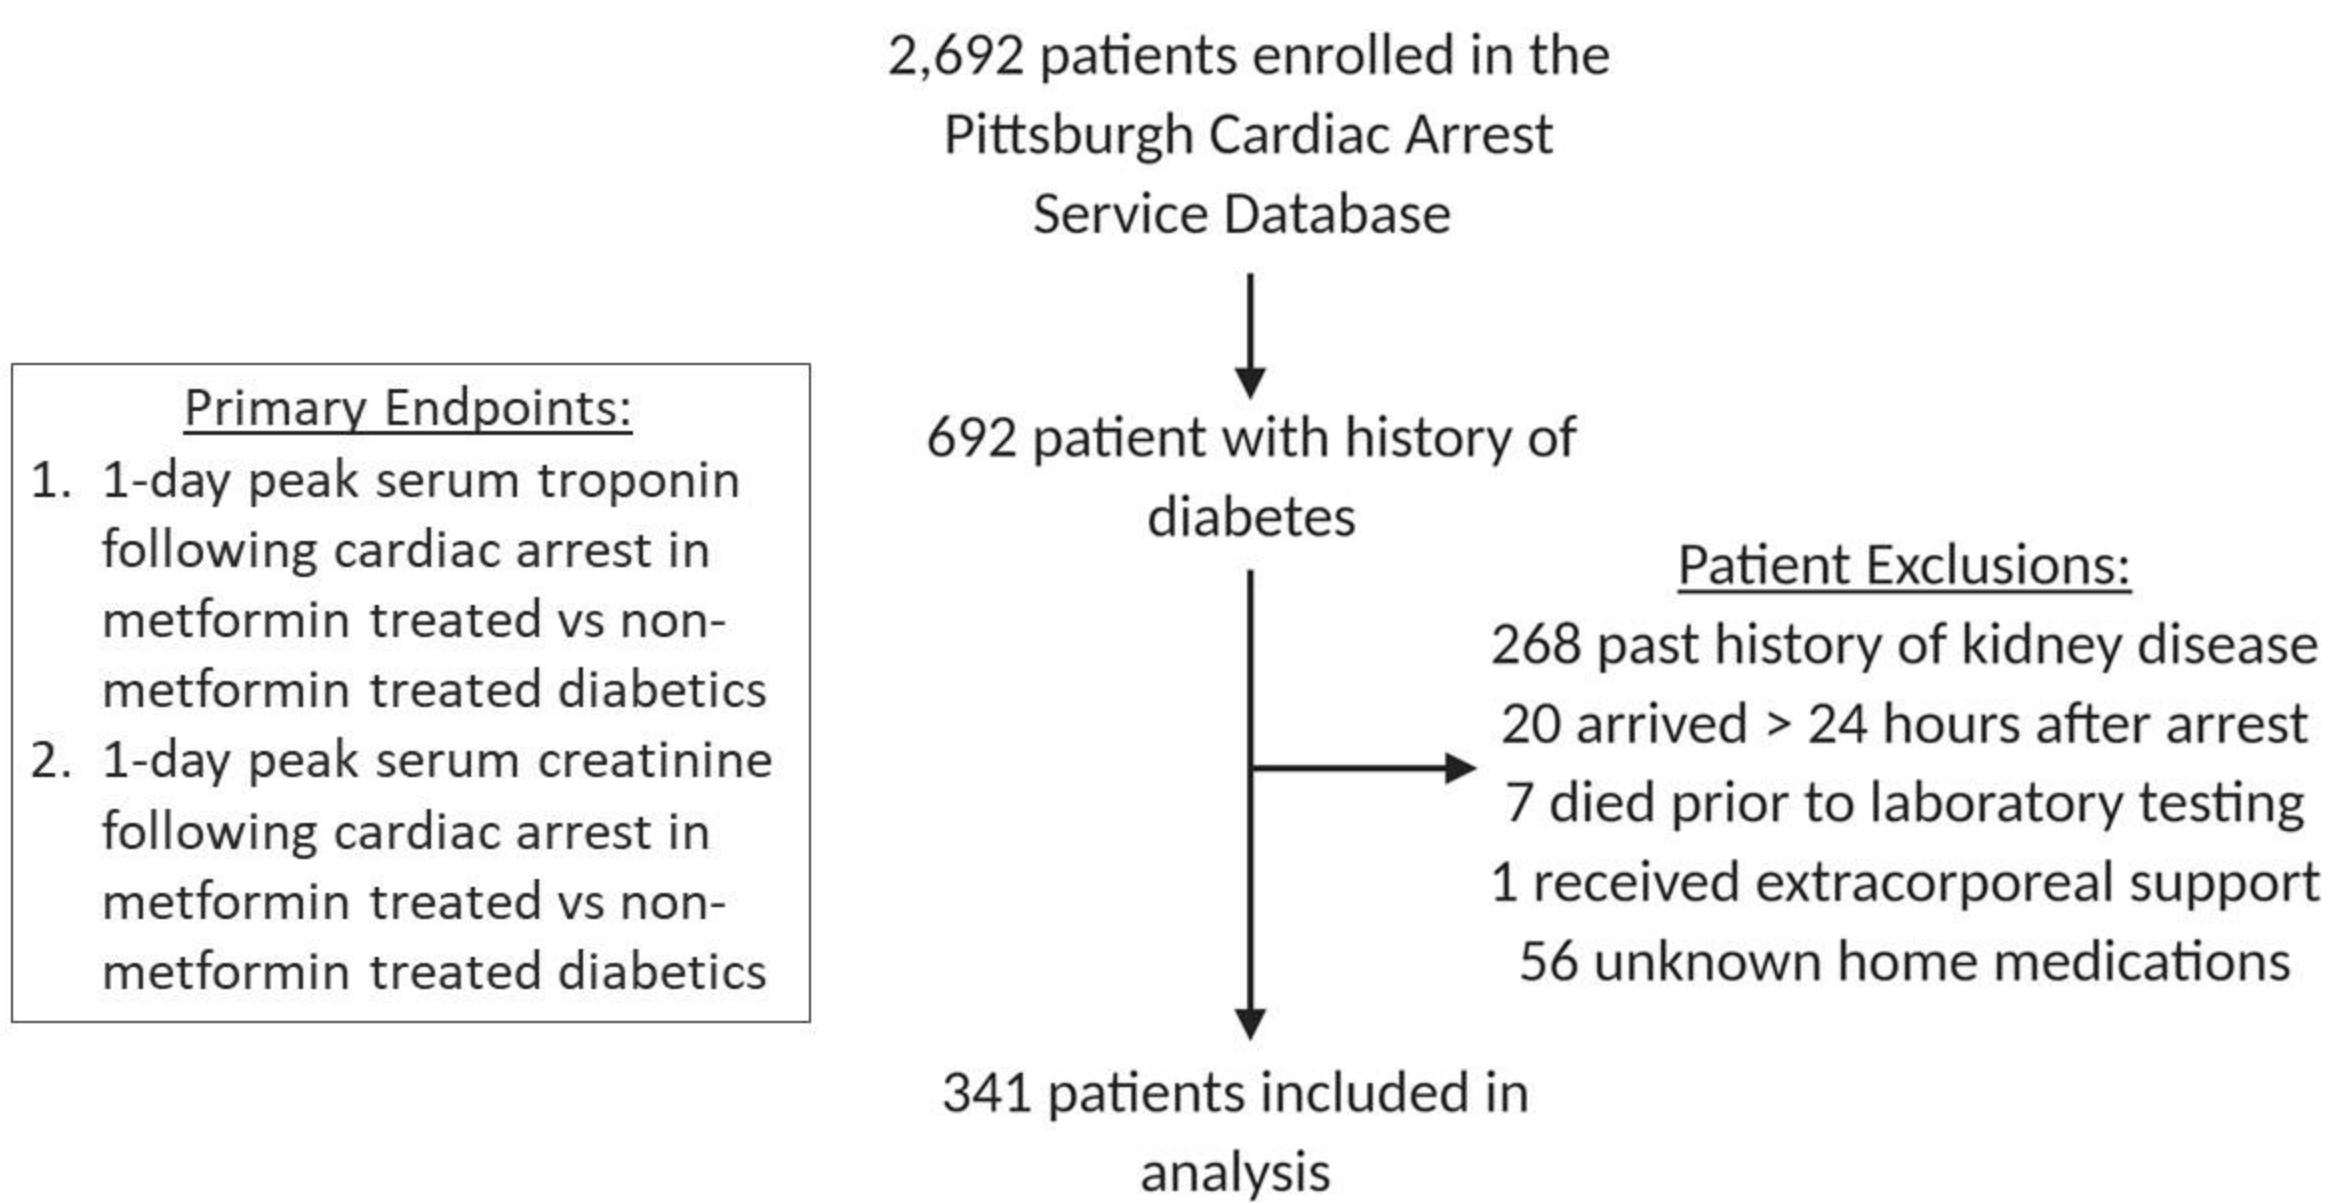 2,692 patients enrolled in the
Pittsburgh Cardiac Arrest
Service Database
Primary Endpoints:
1. 1-day peak serum troponin
following cardiac arrest in
metformin treated vs non-
metformin treated diabetics
2. 1-day peak serum creatinine
following cardiac arrest in
metformin treated vs non-
metformin treated diabetics
692 patient with history of
diabetes
Patient Exclusions:
268 past history of kidney disease
20 arrived > 24 hours after arrest
7 died prior to laboratory testing
1 received extracorporeal support
56 unknown home medications
341 patients included in
analysis